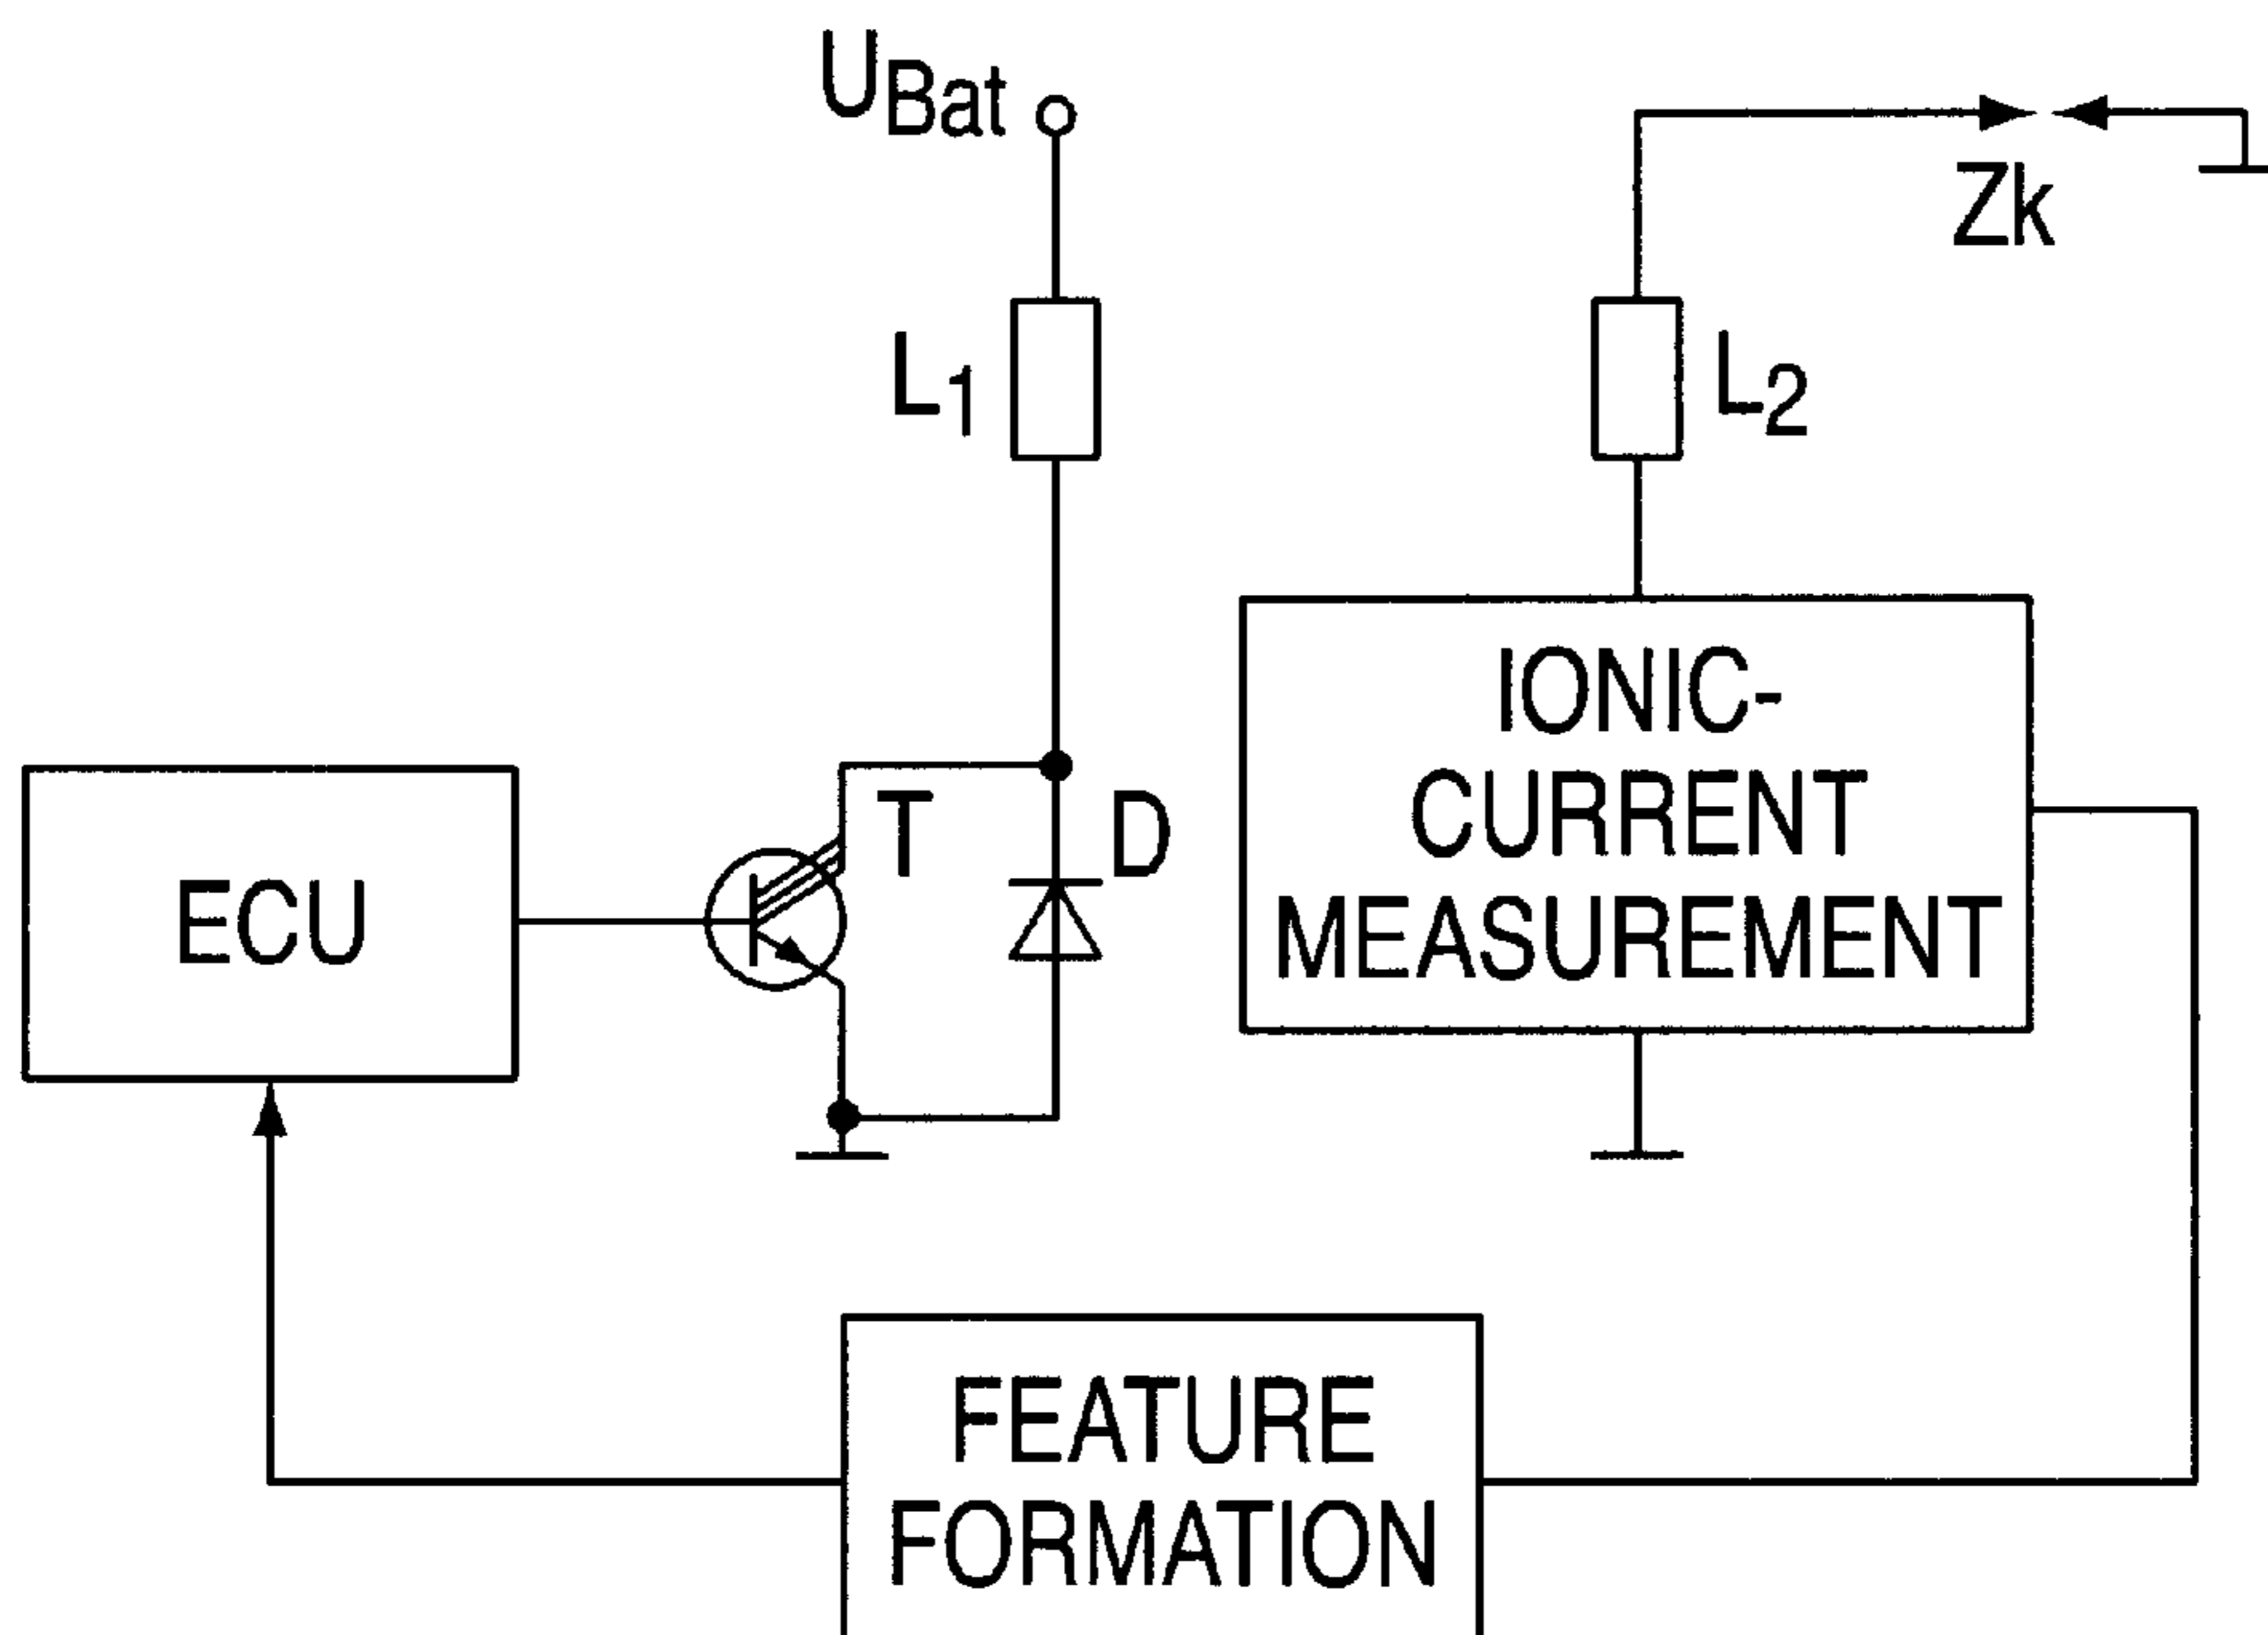 UBat
Zk
L1
L2
IONIC-
CURRENT
MEASUREMENT
T
D
ECU
FEATURE
FORMATION